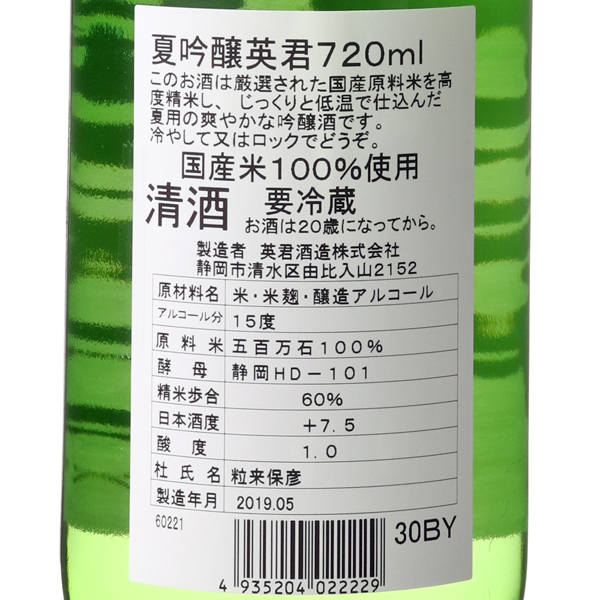 夏吟醸英君720ml
このお酒は厳選された国産原料米を高
度精米し、じっくりと低温で仕込んだ
夏用の爽やかな吟醸酒です。
冷やして又はロックでどうぞ。
国産米100%使用
清酒 要冷蔵 お酒は20歳になってから。
製造者 英君酒造株式会社
静岡市清水区由比入山2152
原材料名 米・米麹・醸造アルコール
アルコール分 15度
原料米 五百万石100%
酵母 静岡HD-101
精米歩合 60%
日本酒度 +7.5
酸度 1.0
杜氏名 粒来保彦
製造年月 2019.05
60221
30BY
4 935204 022229